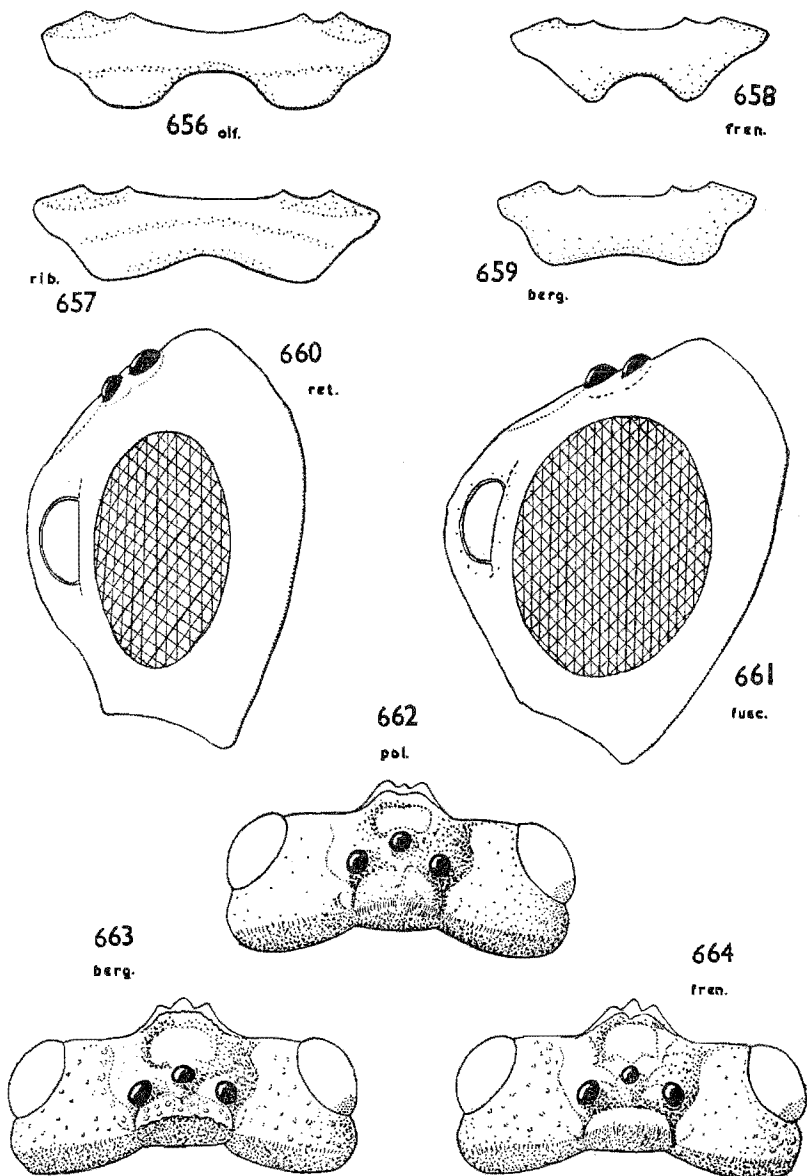 656 olf.
658
fren.
rib.
657
659
berg.
660
ret.
661
fusc.
662
pol.
663
berg.
664
fren.